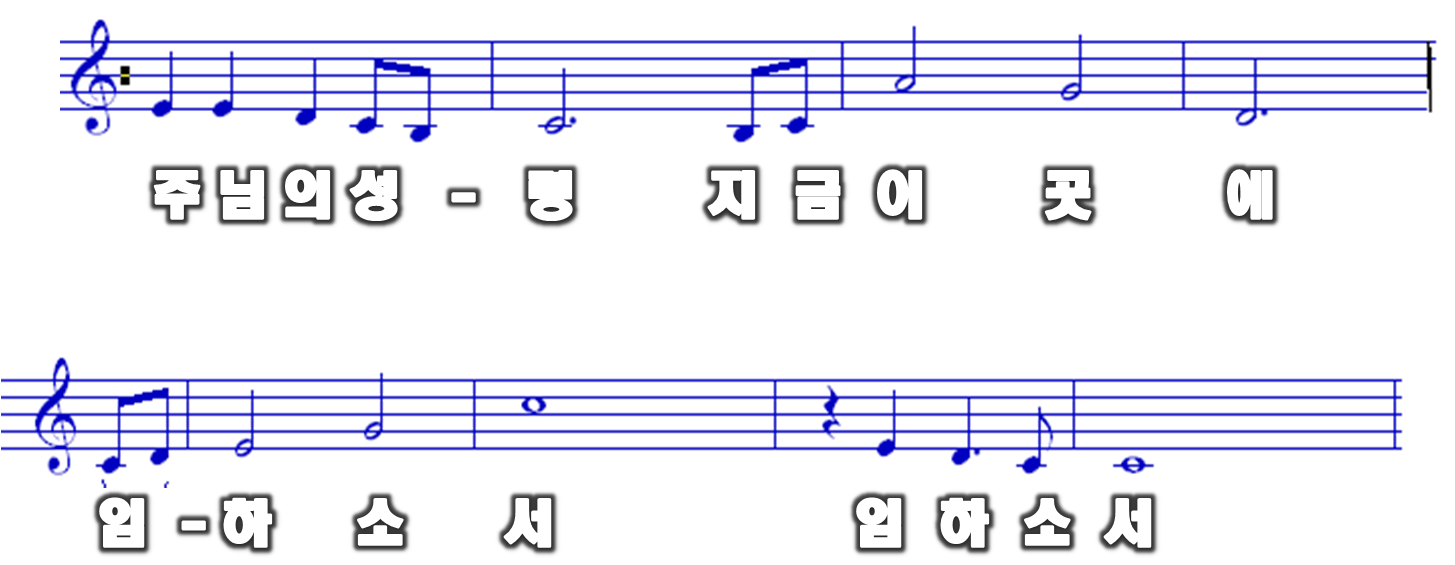 주님의성 - 령 지금이 곳 에
임 - 하 소 서 임하소서